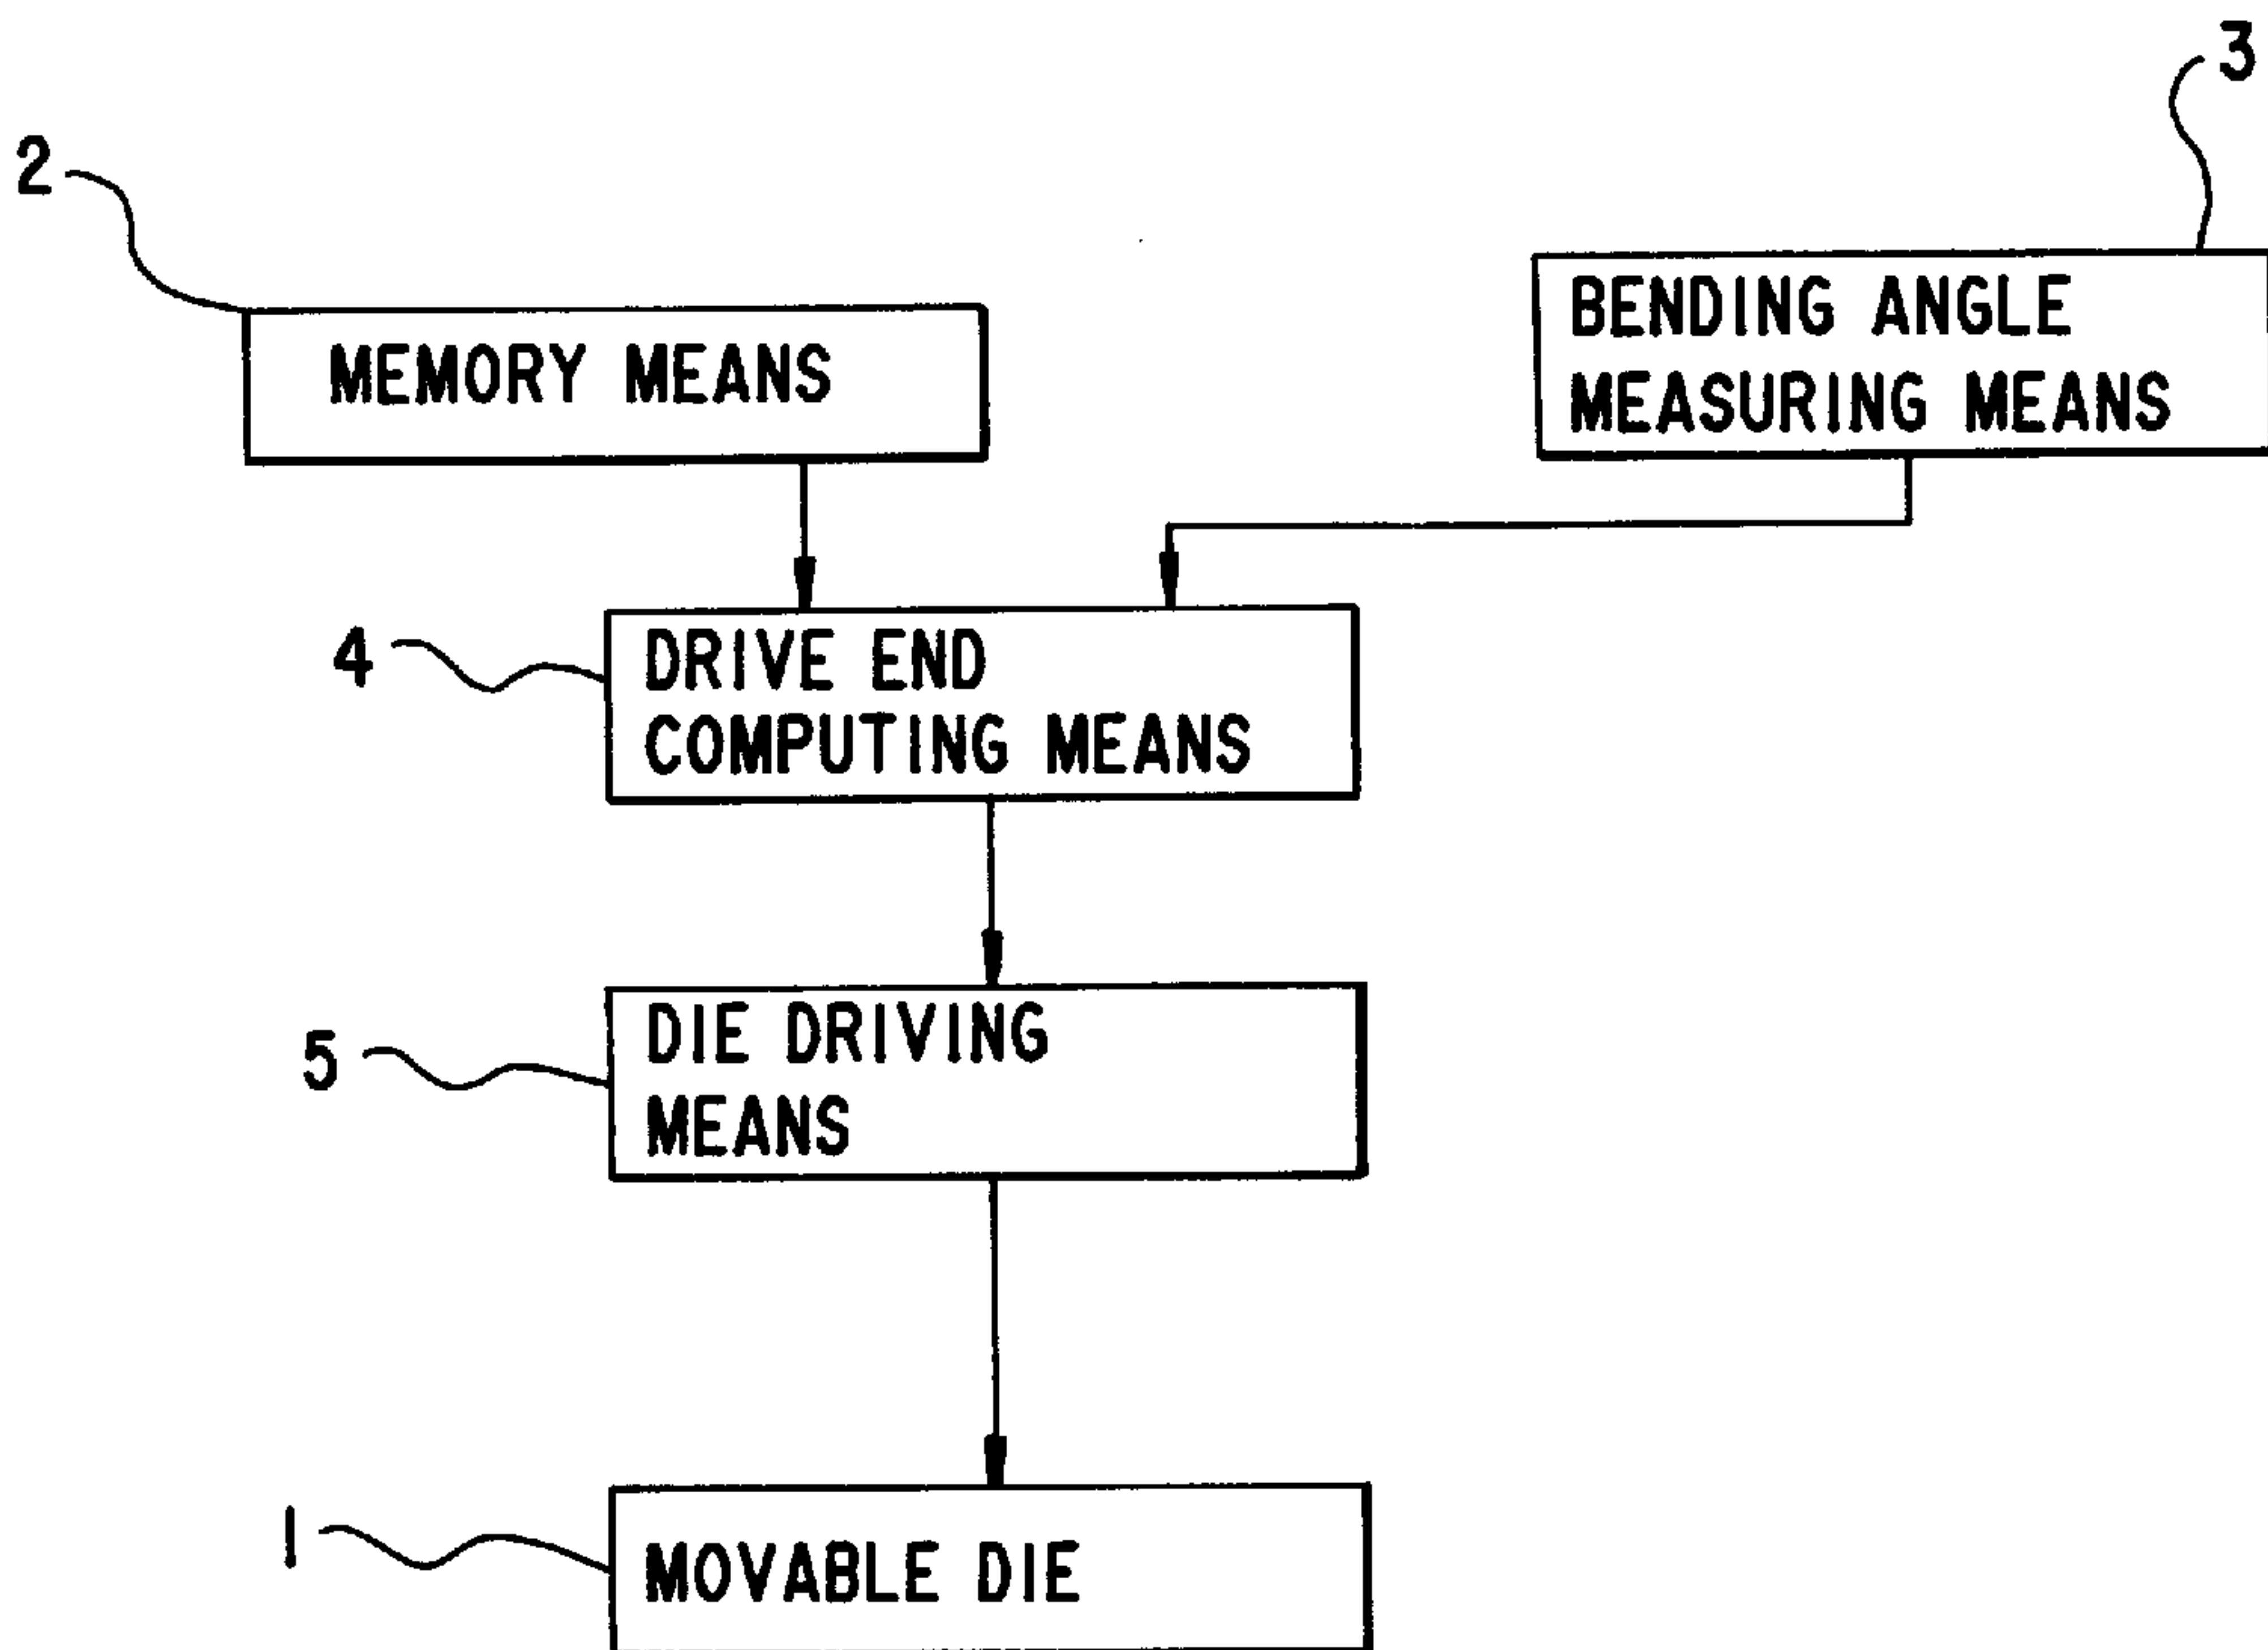 3
2
BENDING ANGLE
MEASURING MEANS
MEMORY MEANS
4
DRIVE END
COMPUTING MEANS
5
DIE DRIVING
MEANS
1
MOVABLE DIE